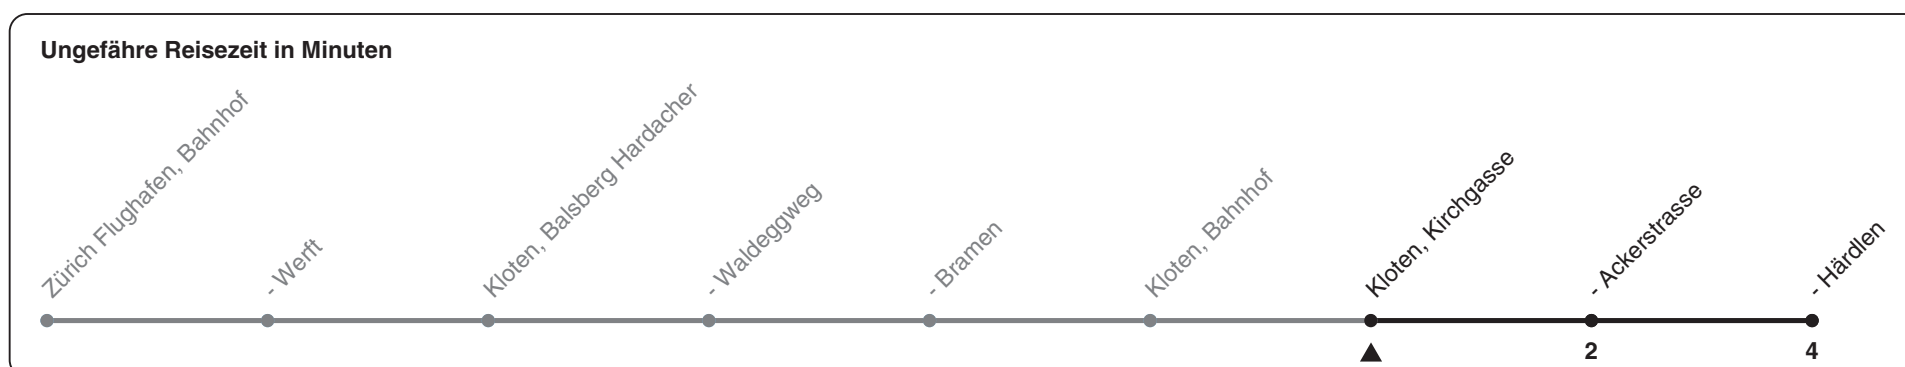 Ungefähre Reisezeit in Minuten
Zürich Flughafen, Bahnhof
- Werft
Kloten, Balsberg Hardacher
- Waldeggweg
- Bramen
Kloten, Bahnhof
Kloten, Kirchgasse
- Ackerstrasse
- Härdlen
2
4